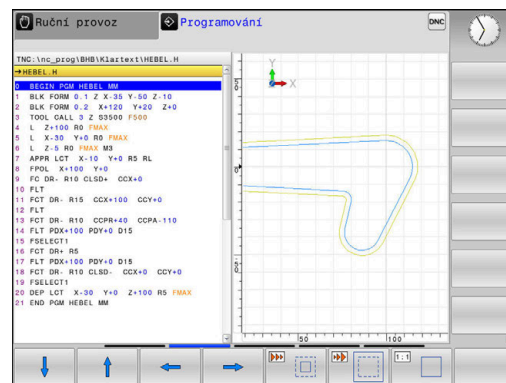 Ruční provoz
Programování
DNC
TNC:\nc_prog\BHB\Klartext\HEBEL.H
→HEBEL.H
0 BEGIN PGM HEBEL MM
1 BLK FORM 0.1 Z X-35 Y-50 Z-10
2 BLK FORM 0.2 X+120 Y+20 Z+0
3 TOOL CALL 3 Z S3500 F500
4 L Z+100 R0 FMAX
5 L X-30 Y+0 R0 FMAX
6 L Z-5 R0 FMAX M3
7 APPR LCT X-10 Y+0 R5 RL
8 FPOL X+100 Y+0
9 FC DR- R10 CLSD+ CCX+0
10 FLT
11 FCT DR- R15 CCX+100 CCY+0
12 FLT
13 FCT DR- R10 CCPR+40 CCPA-110
14 FLT PDX+100 PDY+0 D15
15 FSELECT1
16 FCT DR+ R5
17 FLT PDX+100 PDY+0 D15
18 FCT DR- R10 CLSD- CCX+0 CCY+0
19 FSELECT1
20 DEP LCT X-30 Y+0 Z+100 R5 FMAX
21 END PGM HEBEL MM
Y
X
50
0
50
50
100
1:1